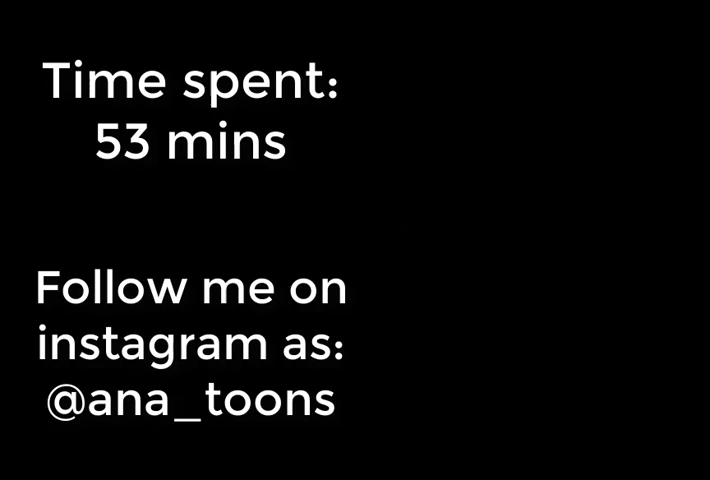 Time spent:
53 mins
Follow me on
instagram as:
@ana_toons